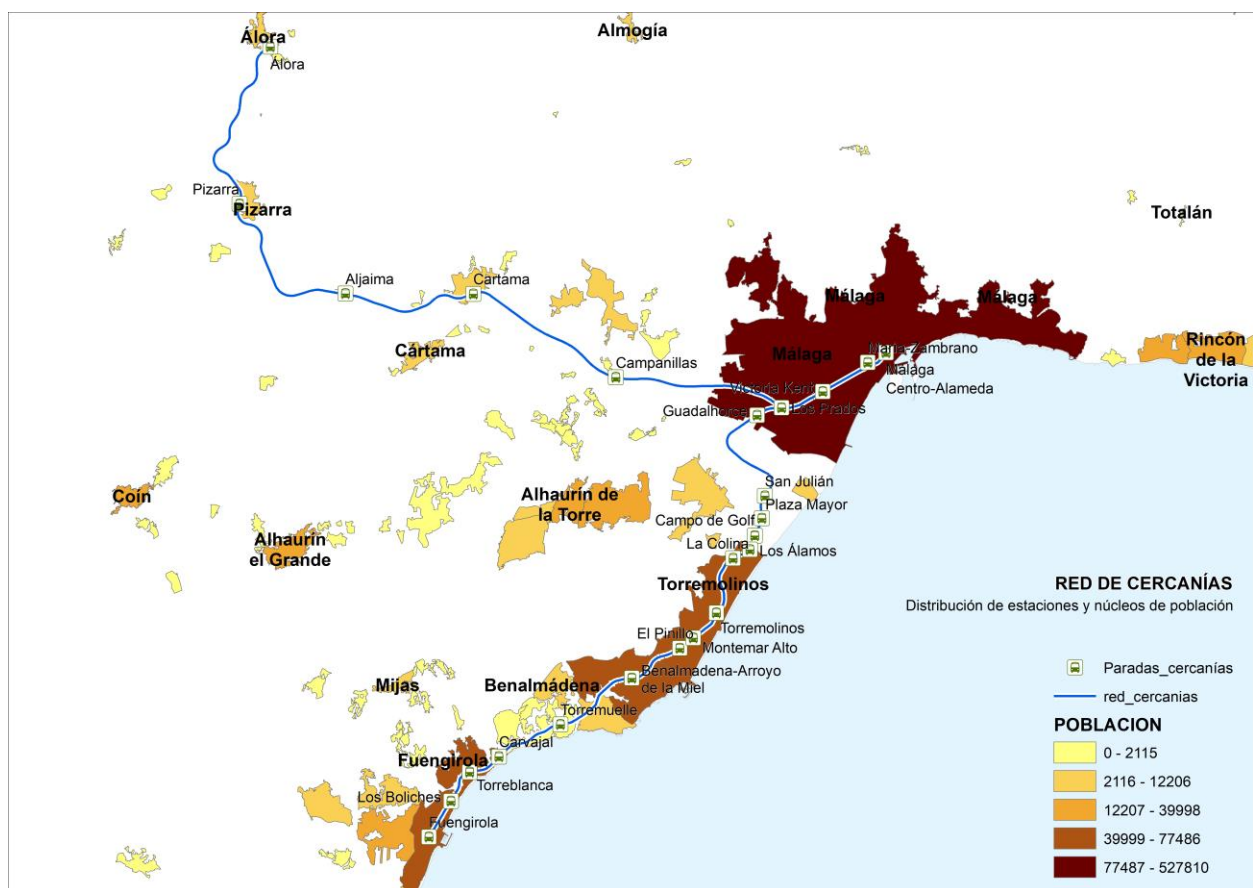 Álora
Álora
Almogía
Pizarra
Pizarra
Totalán
Aljaima
Cartama
Málaga
Málaga
Cártama
Campanillas
Málaga
María-Zambrano
Rincón
de la
Victoria
Málaga
Centro-Alameda
Victoria Kent
Los Prados
Guadalhorce
Coín
Alhaurín de
la Torre
San Julián
Plaza Mayor
Campo de Golf
Alhaurín
el Grande
La Colina
Los Álamos
Torremolinos
Torremolinos
El Pinillo
Montemar Alto
Mijas
Benalmádena
Benalmadena-Arroyo
de la Miel
Torremuelle
Carvajal
Fuengirola
Torreblanca
Los Boliches
Fuengirola
RED DE CERCANÍAS
Distribución de estaciones y núcleos de población
Paradas_cercanías
red_cercanias
POBLACION
0 - 2115
2116 - 12206
12207 - 39998
39999 - 77486
77487 - 527810